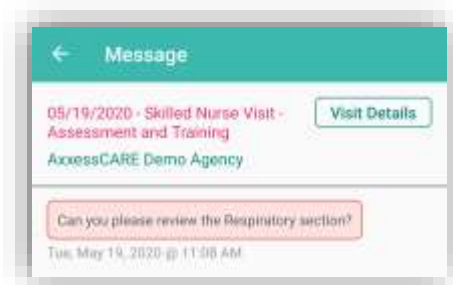 Message
05/19/2020 - Skilled Nurse Visit -
Assessment and Training
Visit Details
AxxessCARE Demo Agency
Can you please review the Respiratory section?
Tue, May 19, 2020 @ 11:08 AM